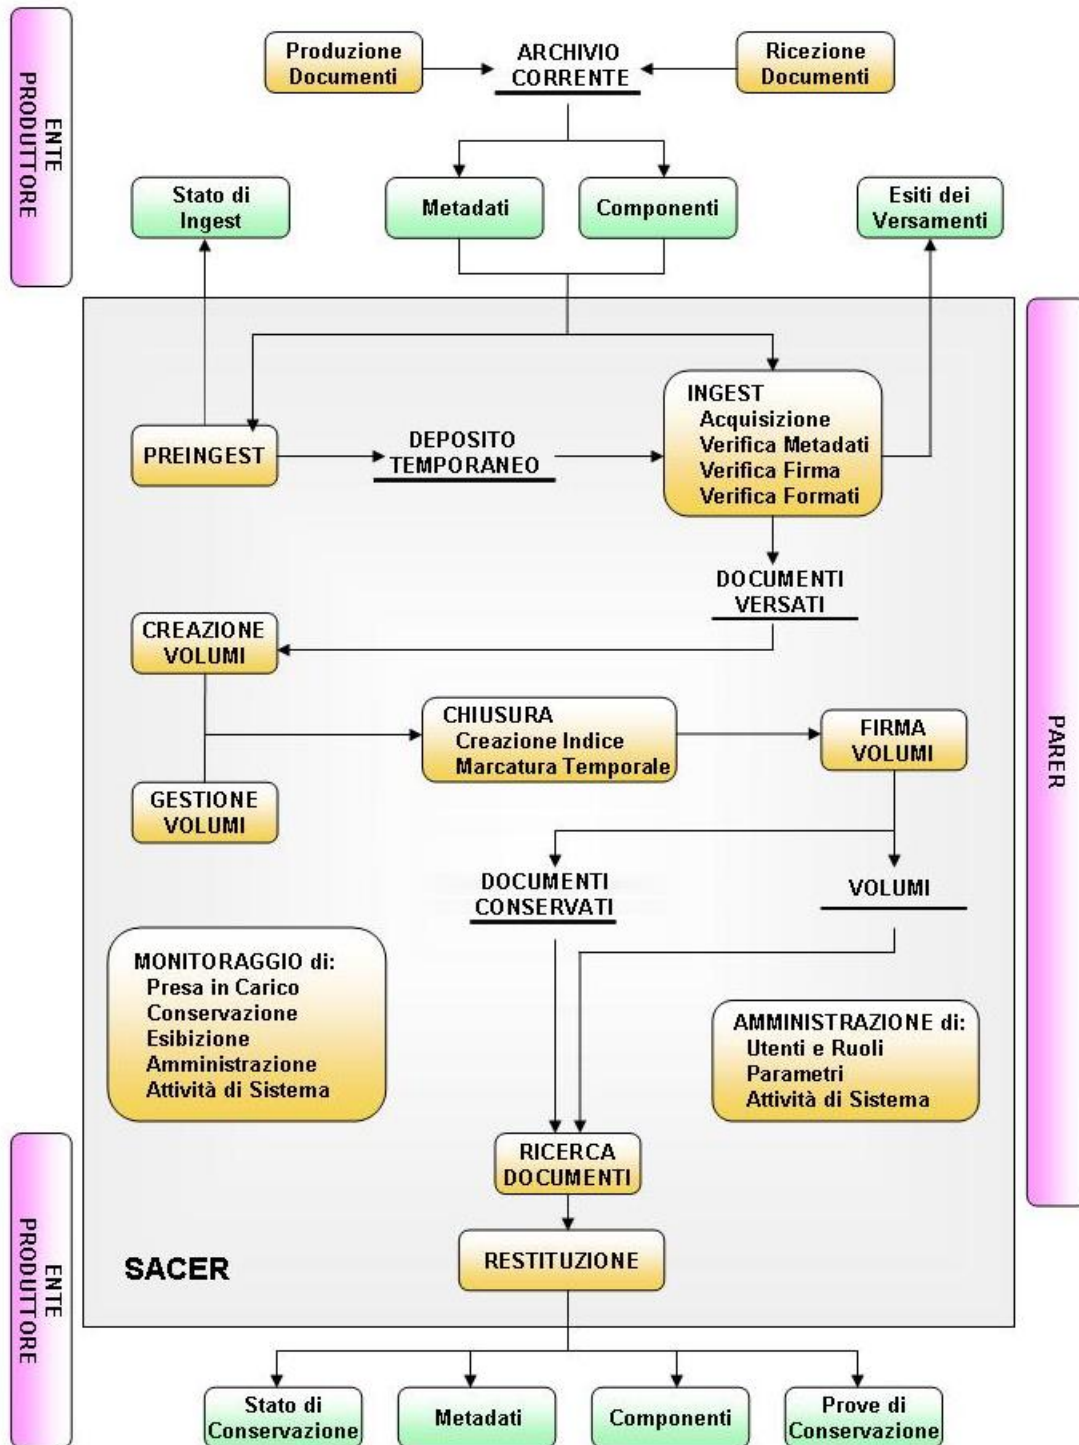 ENTE
PRODUTTORE
Produzione
Documenti
ARCHIVIO
CORRENTE
Ricezione
Documenti
Stato di
Ingest
Metadati
Componenti
Esiti dei
Versamenti
PARER
PREINGEST
DEPOSITO
TEMPORANEO
INGEST
Acquisizione
Verifica Metadati
Verifica Firma
Verifica Formati
DOCUMENTI
VERSATI
CREAZIONE
VOLUMI
CHIUSURA
Creazione Indice
Marcatura Temporale
FIRMA
VOLUMI
GESTIONE
VOLUMI
DOCUMENTI
CONSERVATI
VOLUMI
MONITORAGGIO di:
Presa in Carico
Conservazione
Esibizione
Amministrazione
Attività di Sistema
AMMINISTRAZIONE di:
Utenti e Ruoli
Parametri
Attività di Sistema
RICERCA
DOCUMENTI
RESTITUZIONE
SACER
ENTE
PRODUTTORE
Stato di
Conservazione
Metadati
Componenti
Prove di
Conservazione